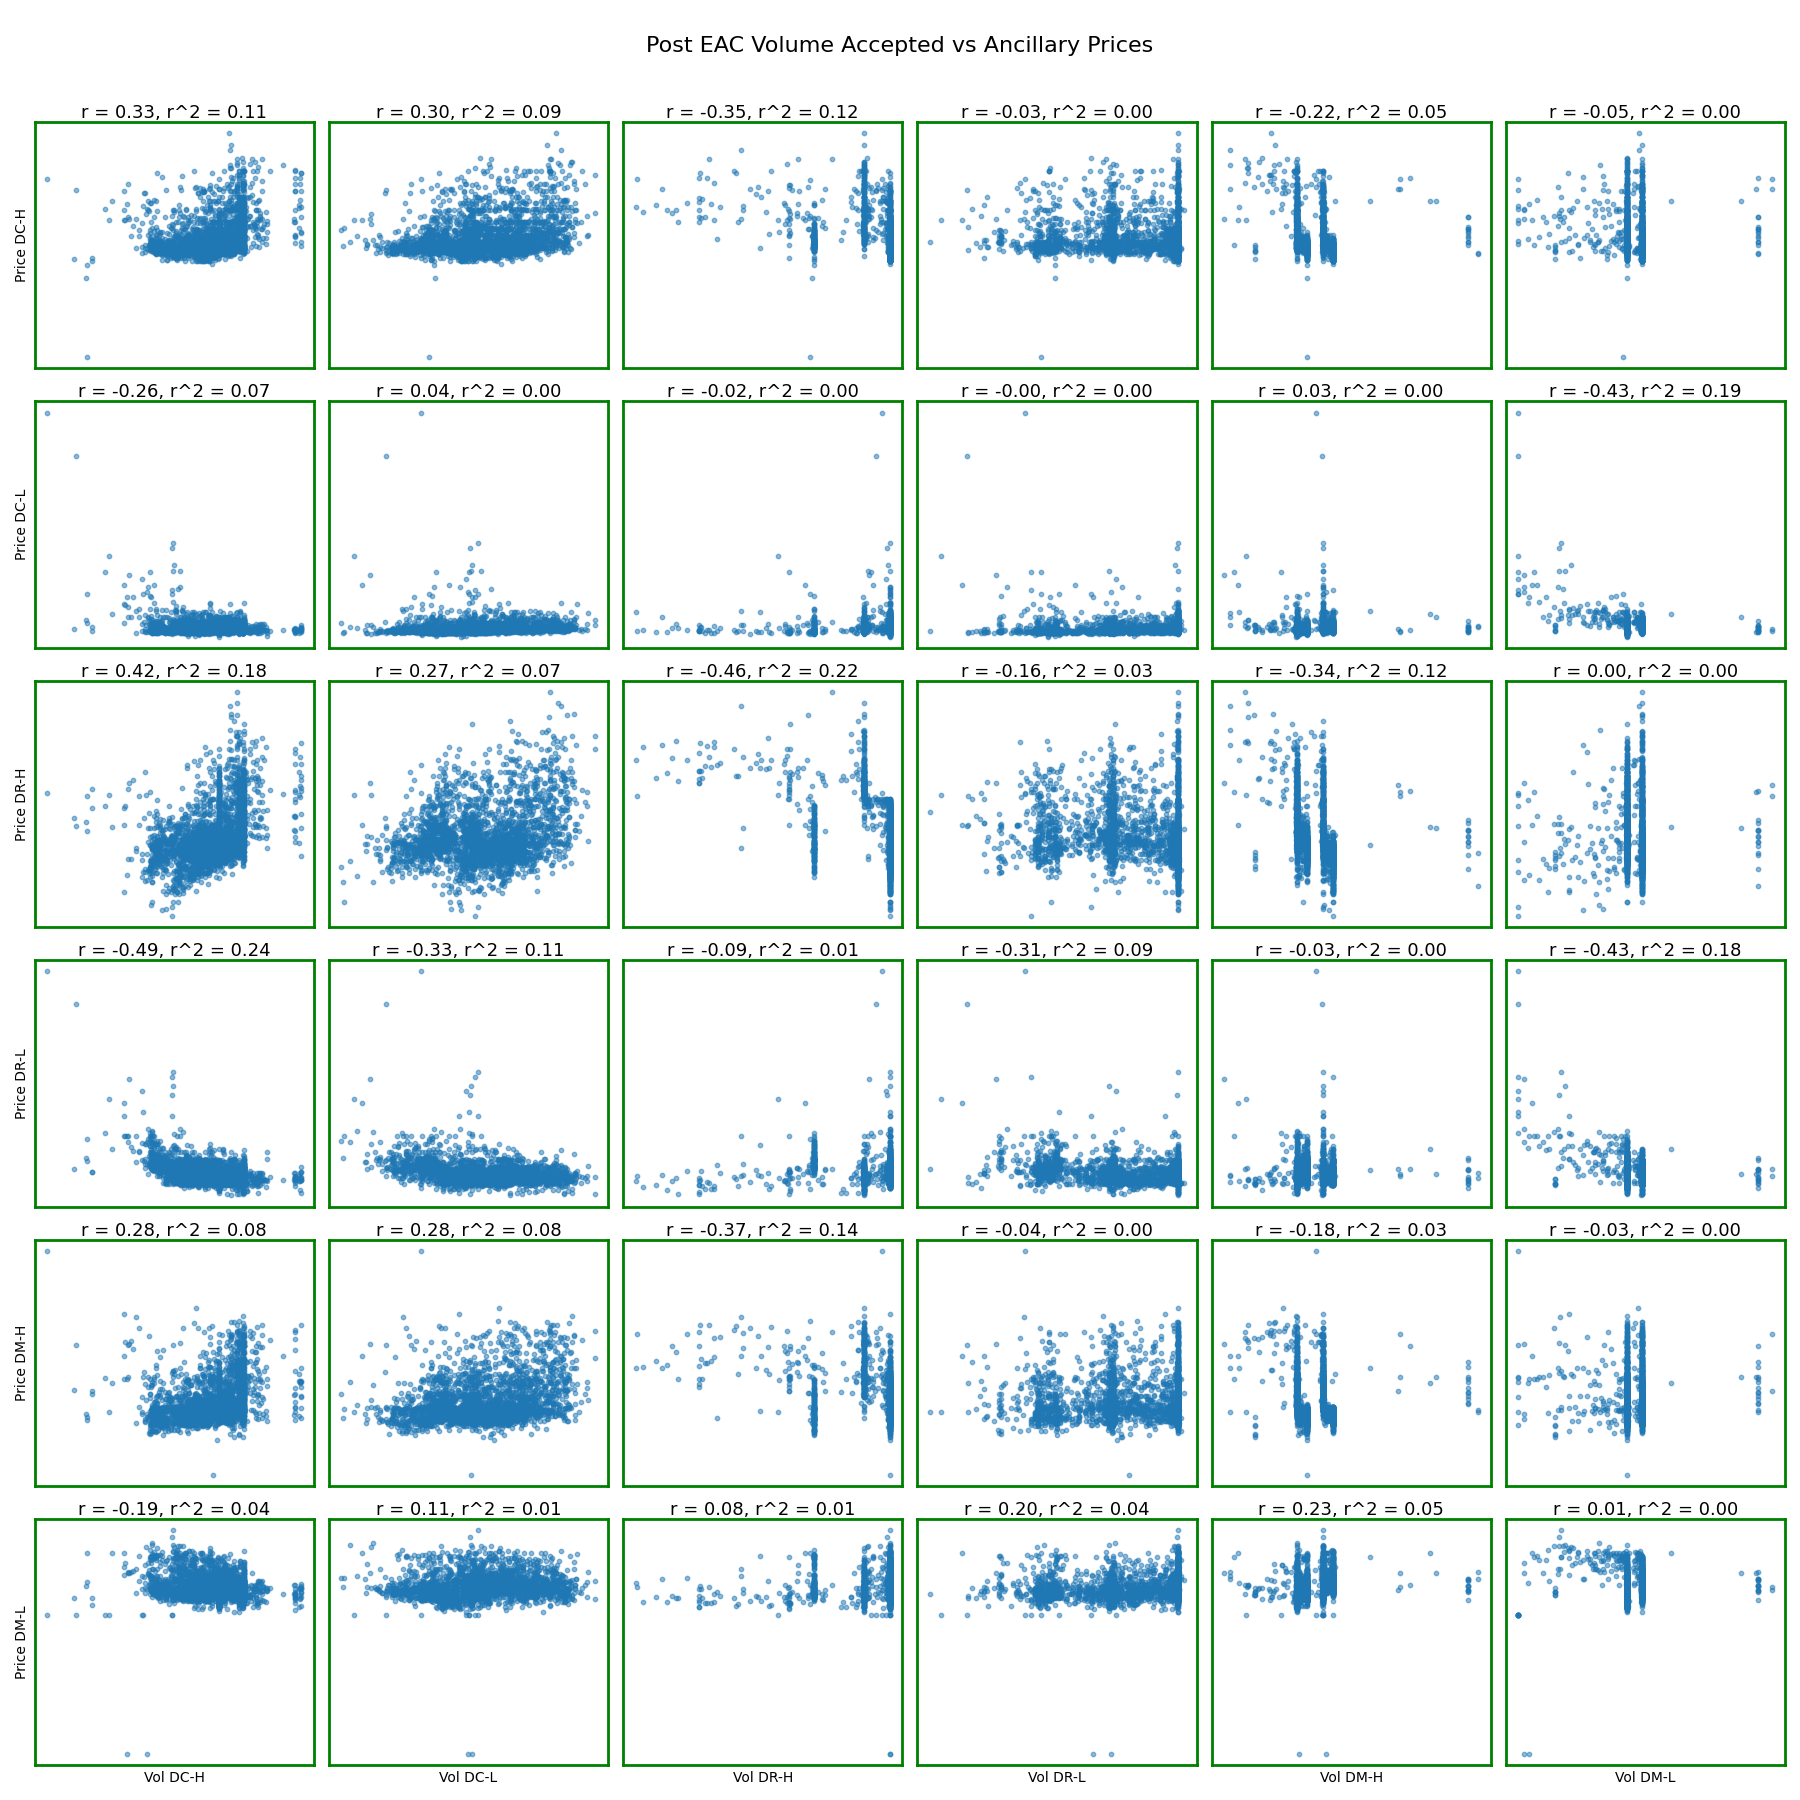 Post EAC Volume Accepted vs Ancillary Prices
r = 0.33, r^2 = 0.11
r = 0.30, r^2 = 0.09
r = -0.35, r^2 = 0.12
r = -0.03, r^2 = 0.00
r = -0.22, r^2 = 0.05
r = -0.05, r^2 = 0.00
Price DC-H
r = -0.26, r^2 = 0.07
r = 0.04, r^2 = 0.00
r = -0.02, r^2 = 0.00
r = -0.00, r^2 = 0.00
r = 0.03, r^2 = 0.00
r = -0.43, r^2 = 0.19
Price DC-L
r = 0.42, r^2 = 0.18
r = 0.27, r^2 = 0.07
r = -0.46, r^2 = 0.22
r = -0.16, r^2 = 0.03
r = -0.34, r^2 = 0.12
r = 0.00, r^2 = 0.00
Price DR-H
r = -0.49, r^2 = 0.24
r = -0.33, r^2 = 0.11
r = -0.09, r^2 = 0.01
r = -0.31, r^2 = 0.09
r = -0.03, r^2 = 0.00
r = -0.43, r^2 = 0.18
Price DR-L
r = 0.28, r^2 = 0.08
r = 0.28, r^2 = 0.08
r = -0.37, r^2 = 0.14
r = -0.04, r^2 = 0.00
r = -0.18, r^2 = 0.03
r = -0.03, r^2 = 0.00
Price DM-H
r = -0.19, r^2 = 0.04
r = 0.11, r^2 = 0.01
r = 0.08, r^2 = 0.01
r = 0.20, r^2 = 0.04
r = 0.23, r^2 = 0.05
r = 0.01, r^2 = 0.00
Price DM-L
Vol DC-H
Vol DC-L
Vol DR-H
Vol DR-L
Vol DM-H
Vol DM-L